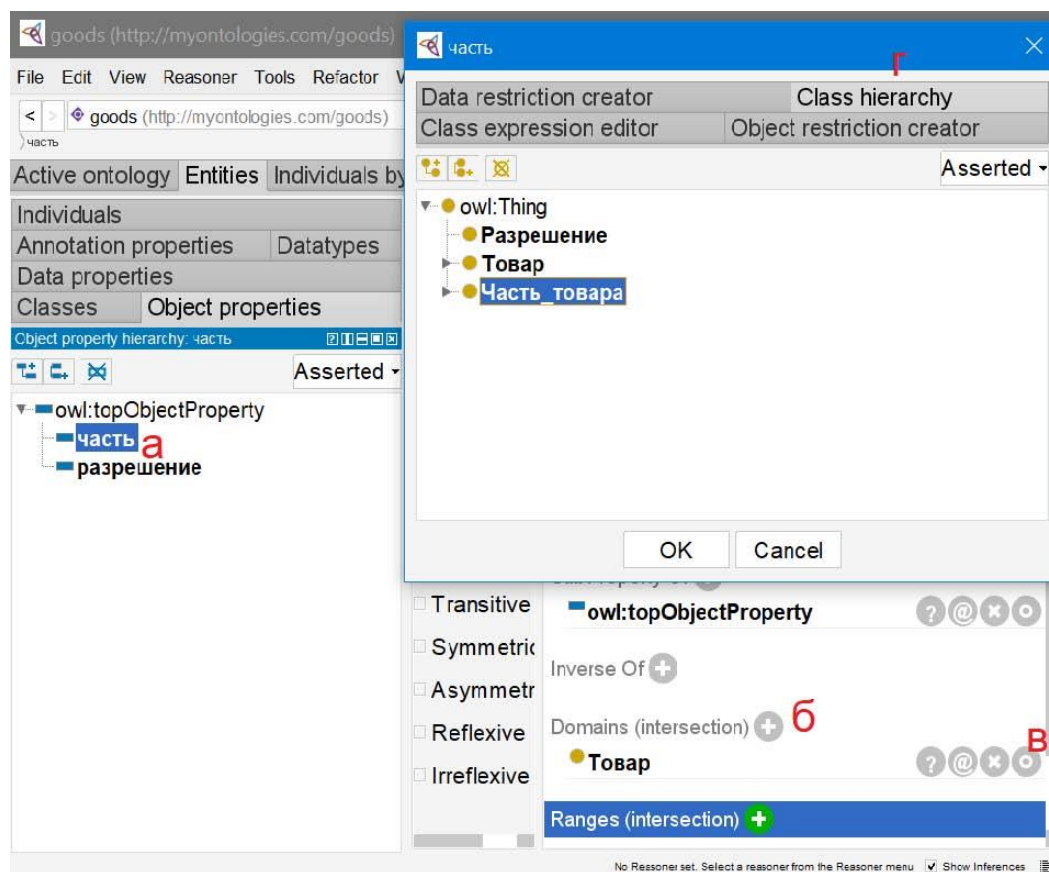 goods (http://myontologies.com/goods)
File Edit View Reasoner Tools Refactor
< > goods (http://myontologies.com/goods)
часть
Active ontology Entities Individuals by
Individuals
Annotation properties Datatypes
Data properties
Classes Object properties
Object property hierarchy: часть
Asserted
owl:topObjectProperty
часть а
разрешение
часть
г
Data restriction creator Class hierarchy
Class expression editor Object restriction creator
Asserted
owl:Thing
Разрешение
Товар
Часть_товара
OK Cancel
Transitive
Symmetric
Asymmetr
Reflexive
Irreflexive
owl:topObjectProperty
Inverse Of
Domains (intersection) б
в
Товар
Ranges (intersection)
No Reasoner set. Select a reasoner from the Reasoner menu Show Inferences